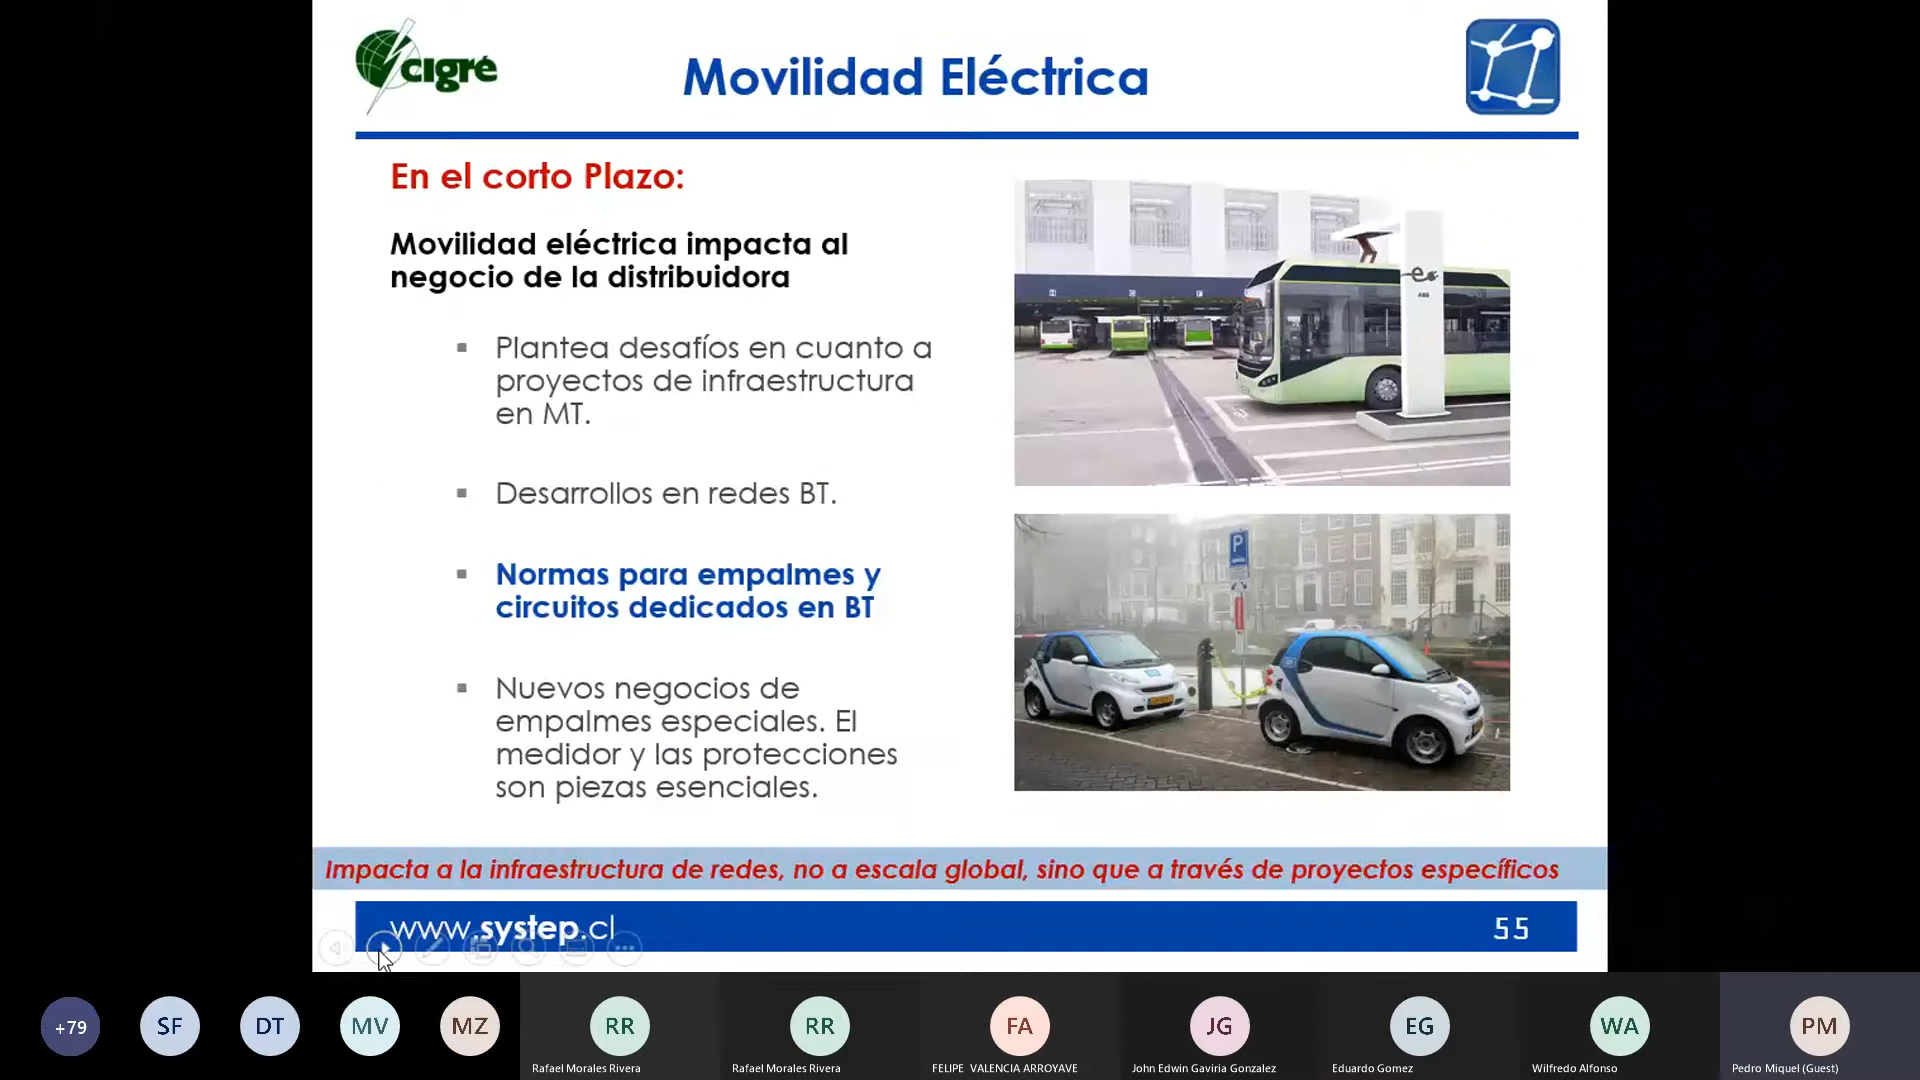 cigre
Movilidad Eléctrica
En el corto Plazo:
Movilidad eléctrica impacta al
negocio de la distribuidora
Plantea desafíos en cuanto a
proyectos de infraestructura
en MT.
Desarrollos en redes BT.
Normas para empalmes y
circuitos dedicados en BT
Nuevos negocios de
empalmes especiales. El
medidor y las protecciones
son piezas esenciales.
e
ABB
P
Impacta a la infraestructura de redes, no a escala global, sino que a través de proyectos específicos
www.systep.cl
55
+79
SF
DT
MV
MZ
RR
Rafael Morales Rivera
RR
Rafael Morales Rivera
FA
FELIPE VALENCIA ARROYAVE
JG
John Edwin Gaviria Gonzalez
EG
Eduardo Gomez
WA
Wilfredo Alfonso
PM
Pedro Miquel (Guest)